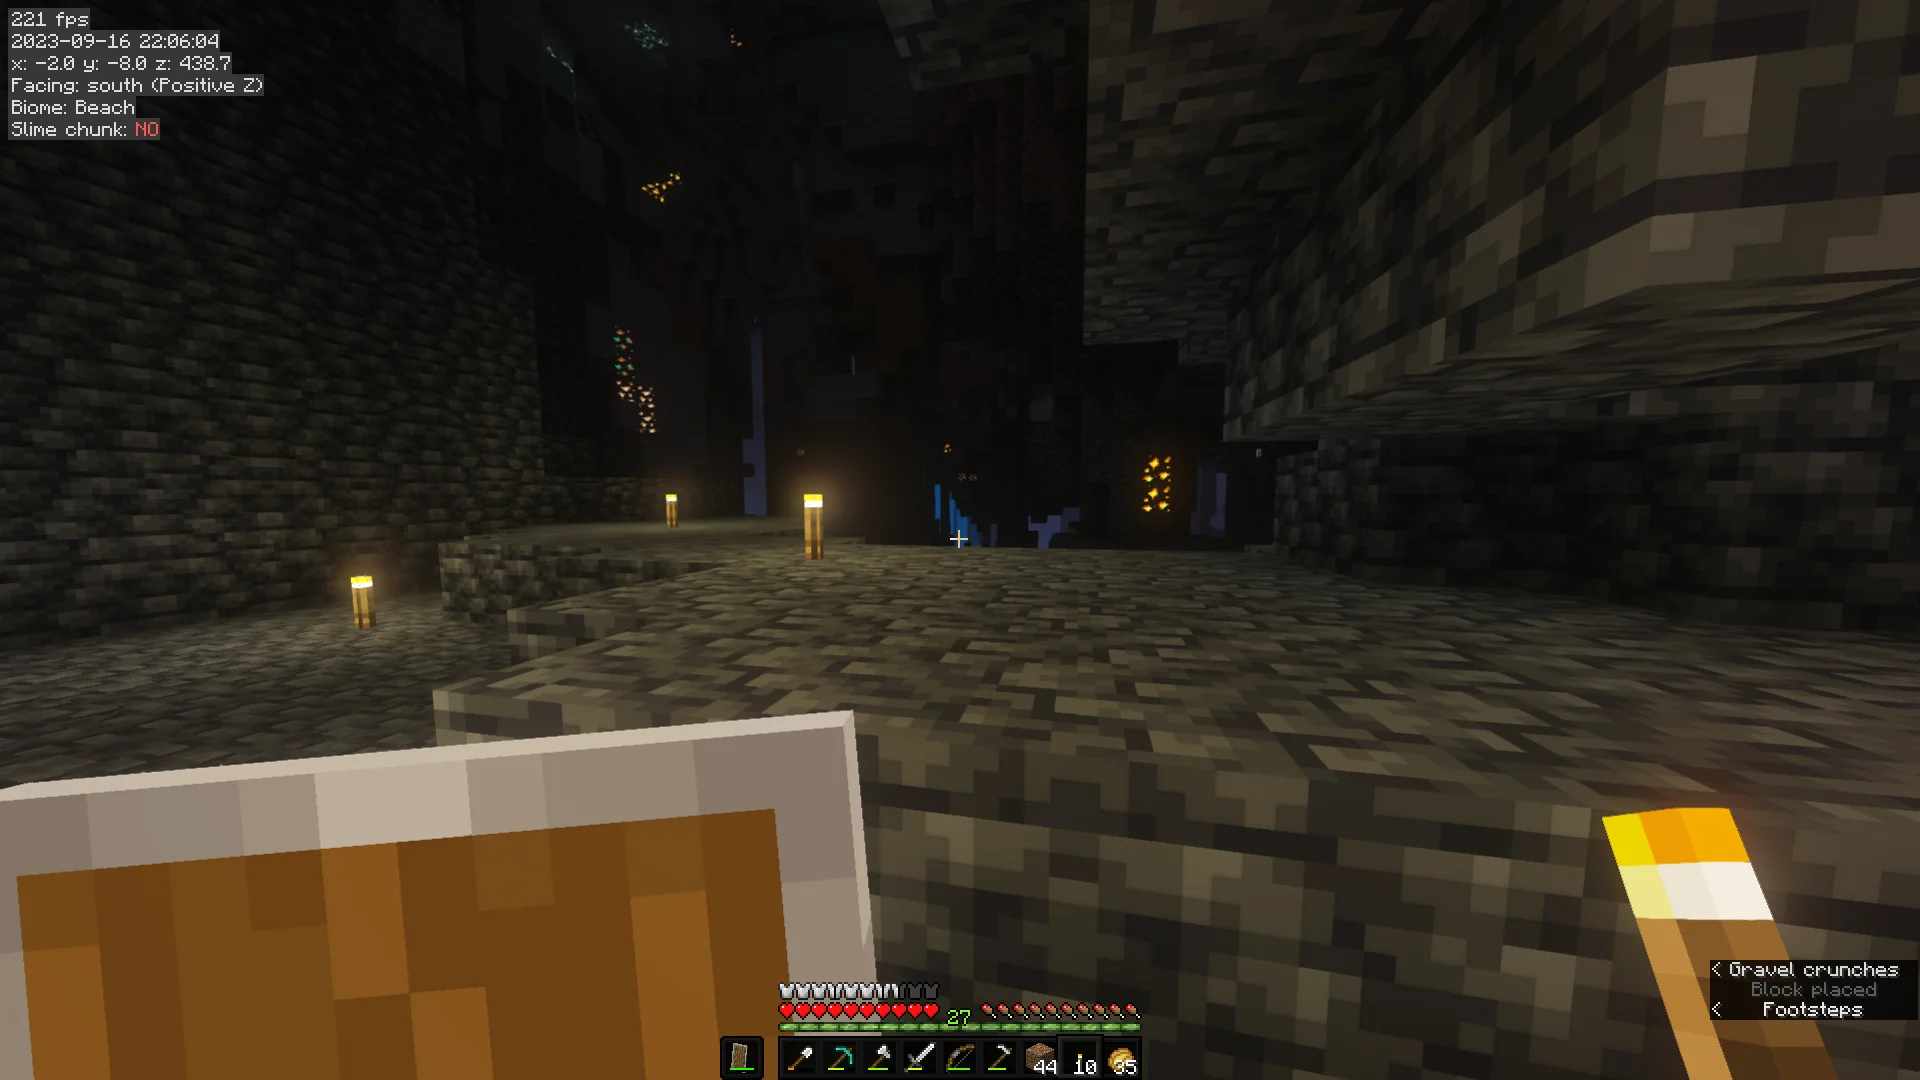 221 fps
2023-09-16 22:06:04
x: -2.0 y: -8.0 z: 438.7
Facing: south (Positive Z)
Biome: Beach
Slime chunk: NO
< Gravel crunches
Block placed
< Footsteps
27
44 10 35